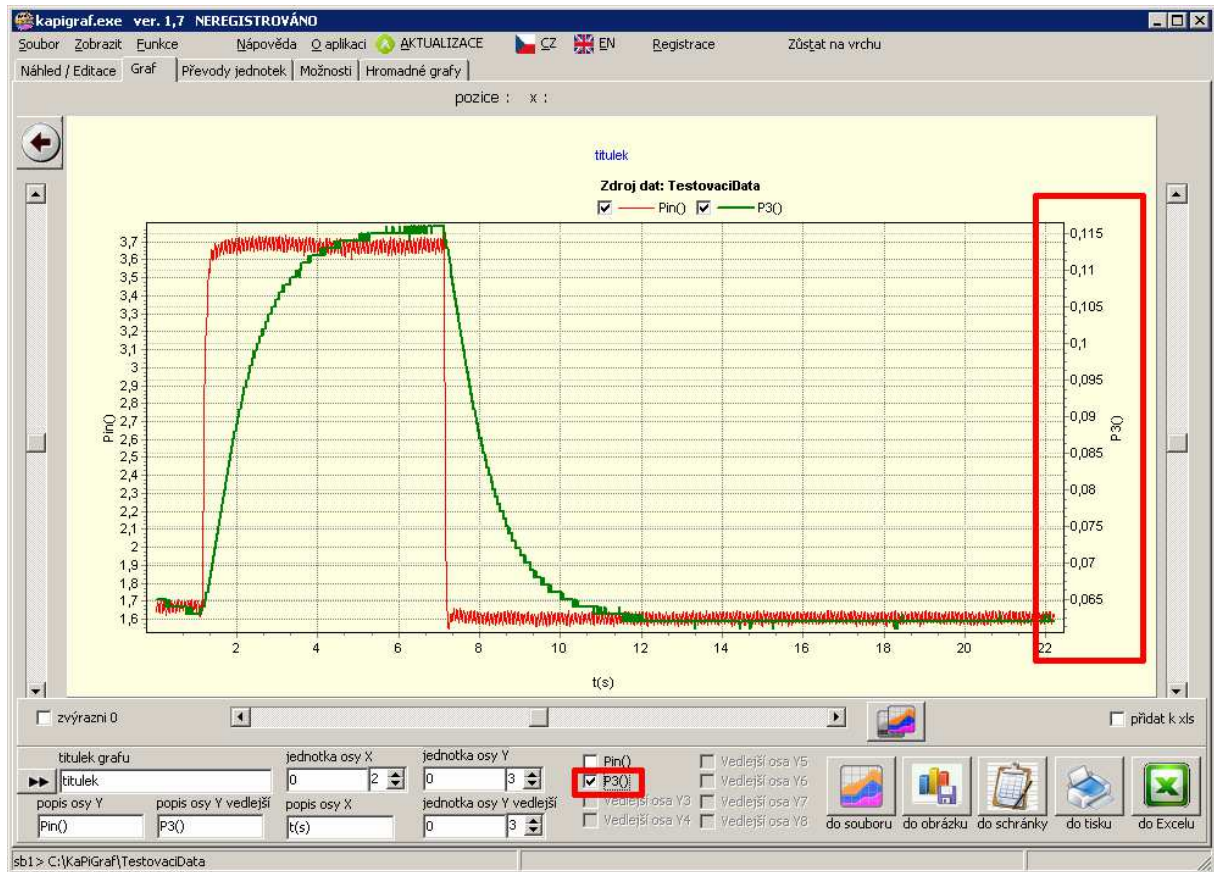 kapigraf.exe ver. 1,7 NEREGISTROVÁNO
Soubor Zobrazit Funkce Nápověda O aplikaci AKTUALIZACE CZ EN Registrace Zůstat na vrchu
Náhled / Editace Graf Převody jednotek Možnosti Hromadné grafy
pozice : x :
titulek
Zdroj dat: TestovaciData
Pin() P3()
3,7
3,6
3,5
3,4
3,3
3,2
3,1
3
2,9
2,8
2,7
2,6
2,5
2,4
2,3
2,2
2,1
2
1,9
1,8
1,7
1,6
Pin()
0,115
0,11
0,105
0,1
0,095
0,09
0,085
0,08
0,075
0,07
0,065
P3()
2 4 6 8 10 12 14 16 18 20 22
t(s)
zvýrazni 0
přidat k xls
titulek grafu jednotka osy X jednotka osy Y
titulek 0 2 0 3
popis osy Y popis osy Y vedlejší popis osy X jednotka osy Y vedlejší
Pin() P3() t(s) 0 3
Pin() Vedlejší osa Y5
P3() Vedlejší osa Y6
Vedlejší osa Y3 Vedlejší osa Y7
Vedlejší osa Y4 Vedlejší osa Y8
do souboru do obrázku do schránky do tisku do Excelu
sb1> C:\KaPiGraf\TestovaciData